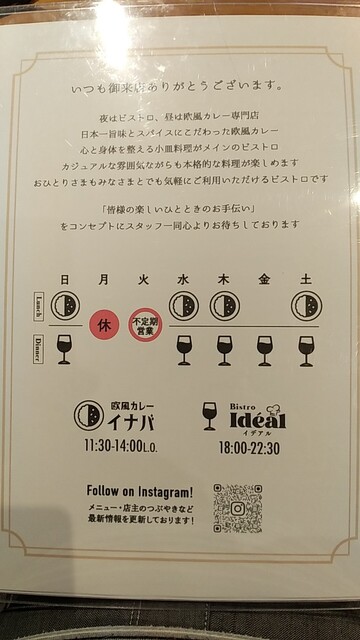 いつも御来店ありがとうございます。
夜はビストロ、昼は欧風カレー専門店
日本一旨味とスパイスにこだわった欧風カレー
心と身体を整える小皿料理がメインのビストロ
カジュアルな雰囲気ながらも本格的な料理が楽しめます
おひとりさまもみなさまとでも気軽にご利用いただけるビストロです
「皆様の楽しいひとときのお手伝い」
をコンセプトにスタッフ一同心よりお待ちしております
日 月 火 水 木 金 土
Lunch
休
不定期
営業
Dinner
欧風カレー
イナバ
11:30-14:00L.O.
Bistro
Idéal
イデアル
18:00-22:30
Follow on Instagram!
メニュー・店主のつぶやきなど
最新情報を更新しております!